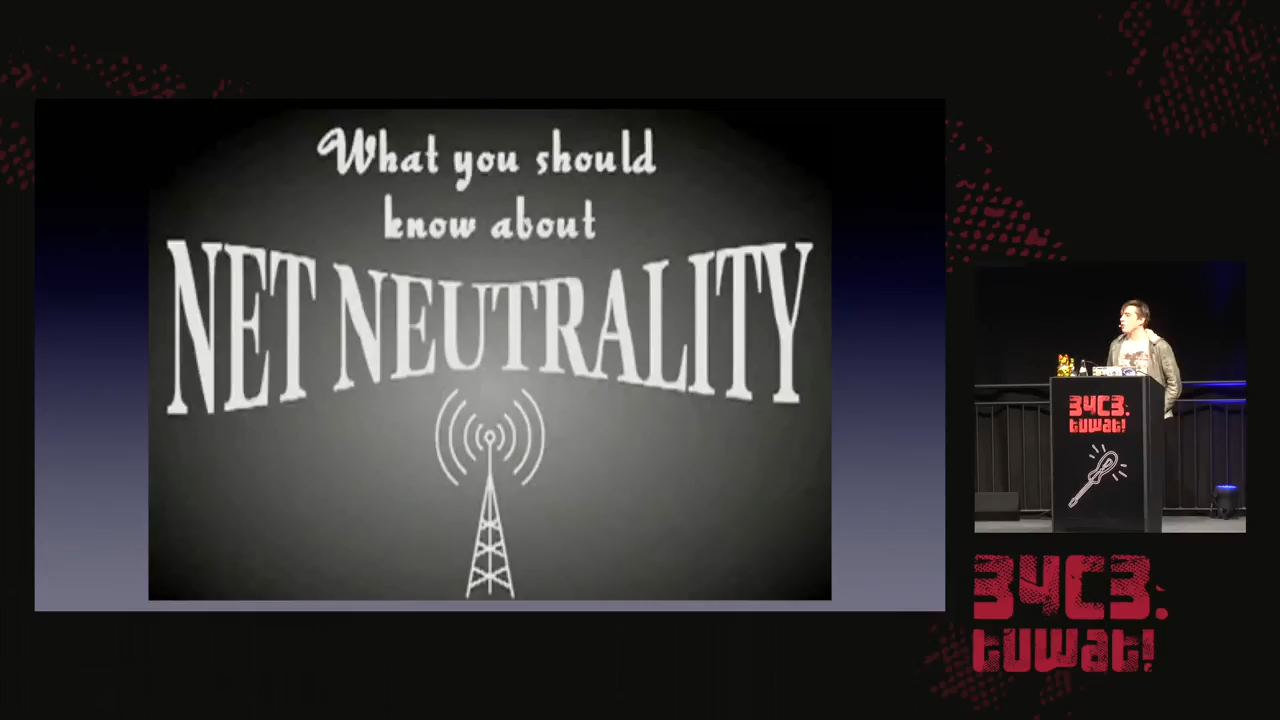 What you should
know about
NET NEUTRALITY
34C3.
tuwat!
34C3.
tuwat!